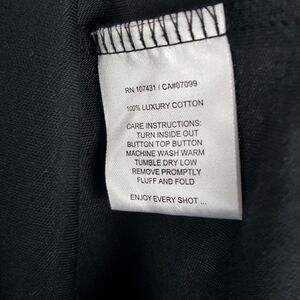 RN 107431 / CA#07099
100% LUXURY COTTON
CARE INSTRUCTIONS:
TURN INSIDE OUT
BUTTON TOP BUTTON
MACHINE WASH WARM
TUMBLE DRY LOW
REMOVE PROMPTLY
FLUFF AND FOLD
ENJOY EVERY SHOT ...